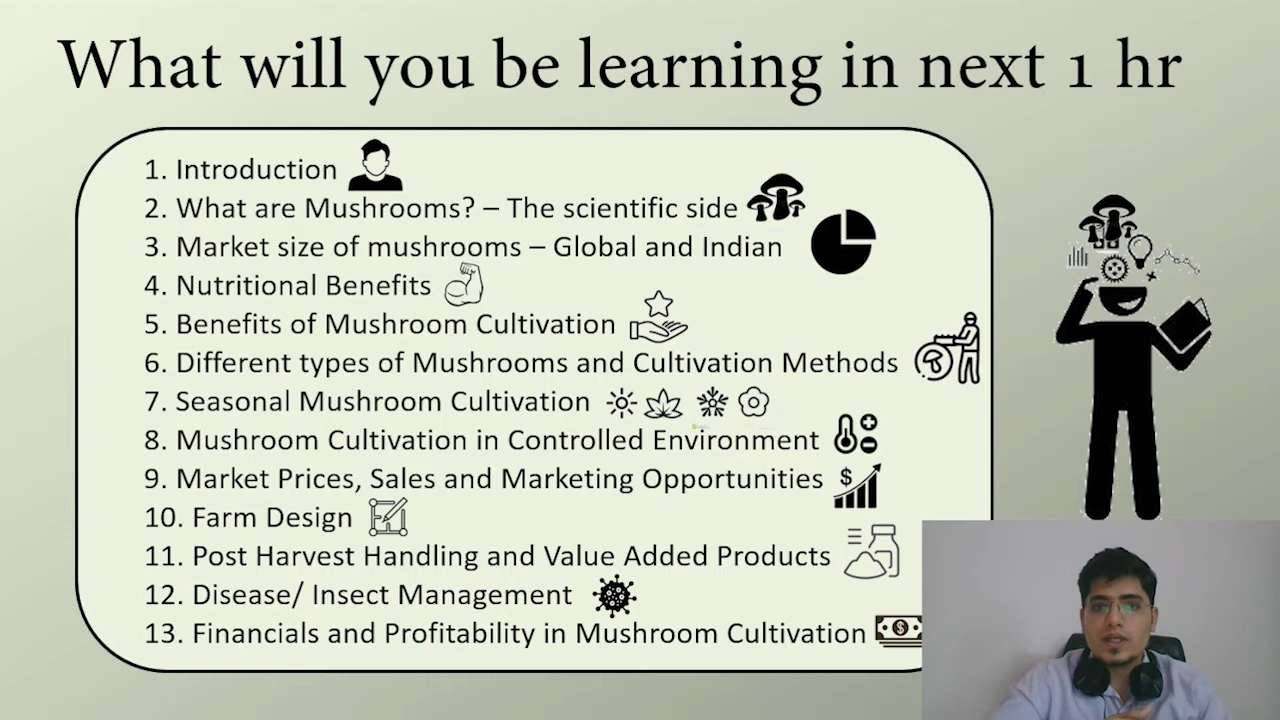 What will you be learning in next 1 hr
1. Introduction
2. What are Mushrooms? – The scientific side
3. Market size of mushrooms – Global and Indian
4. Nutritional Benefits
5. Benefits of Mushroom Cultivation
6. Different types of Mushrooms and Cultivation Methods
7. Seasonal Mushroom Cultivation
8. Mushroom Cultivation in Controlled Environment
9. Market Prices, Sales and Marketing Opportunities
$
10. Farm Design
11. Post Harvest Handling and Value Added Products
12. Disease/ Insect Management
13. Financials and Profitability in Mushroom Cultivation
$